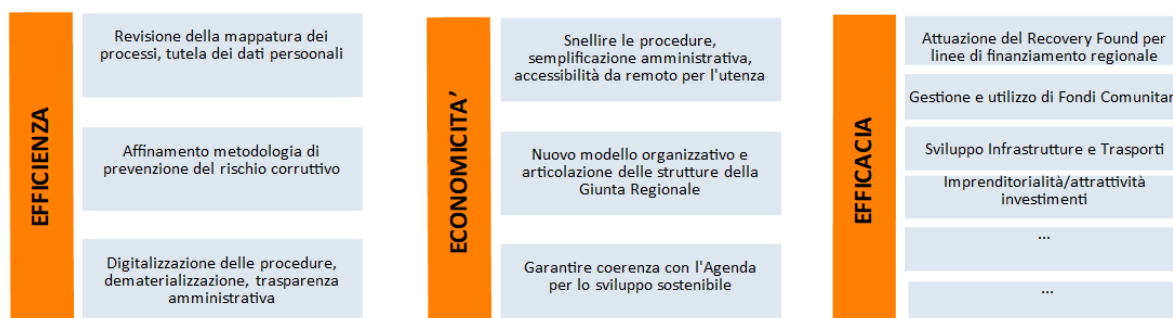 EFFICIENZA
Revisione della mappatura dei
processi, tutela dei dati persoonali
Affinamento metodologia di
prevenzione del rischio corruttivo
Digitalizzazione delle procedure,
dematerializzazione, trasparenza
amministrativa
ECONOMICITA’
Snellire le procedure,
semplificazione amministrativa,
accessibilità da remoto per l'utenza
Nuovo modello organizzativo e
articolazione delle strutture della
Giunta Regionale
Garantire coerenza con l'Agenda
per lo sviluppo sostenibile
EFFICACIA
Attuazione del Recovery Found per
linee di finanziamento regionale
Gestione e utilizzo di Fondi Comunitar
Sviluppo Infrastrutture e Trasporti
Imprenditorialità/attrattività
investimenti
...
...